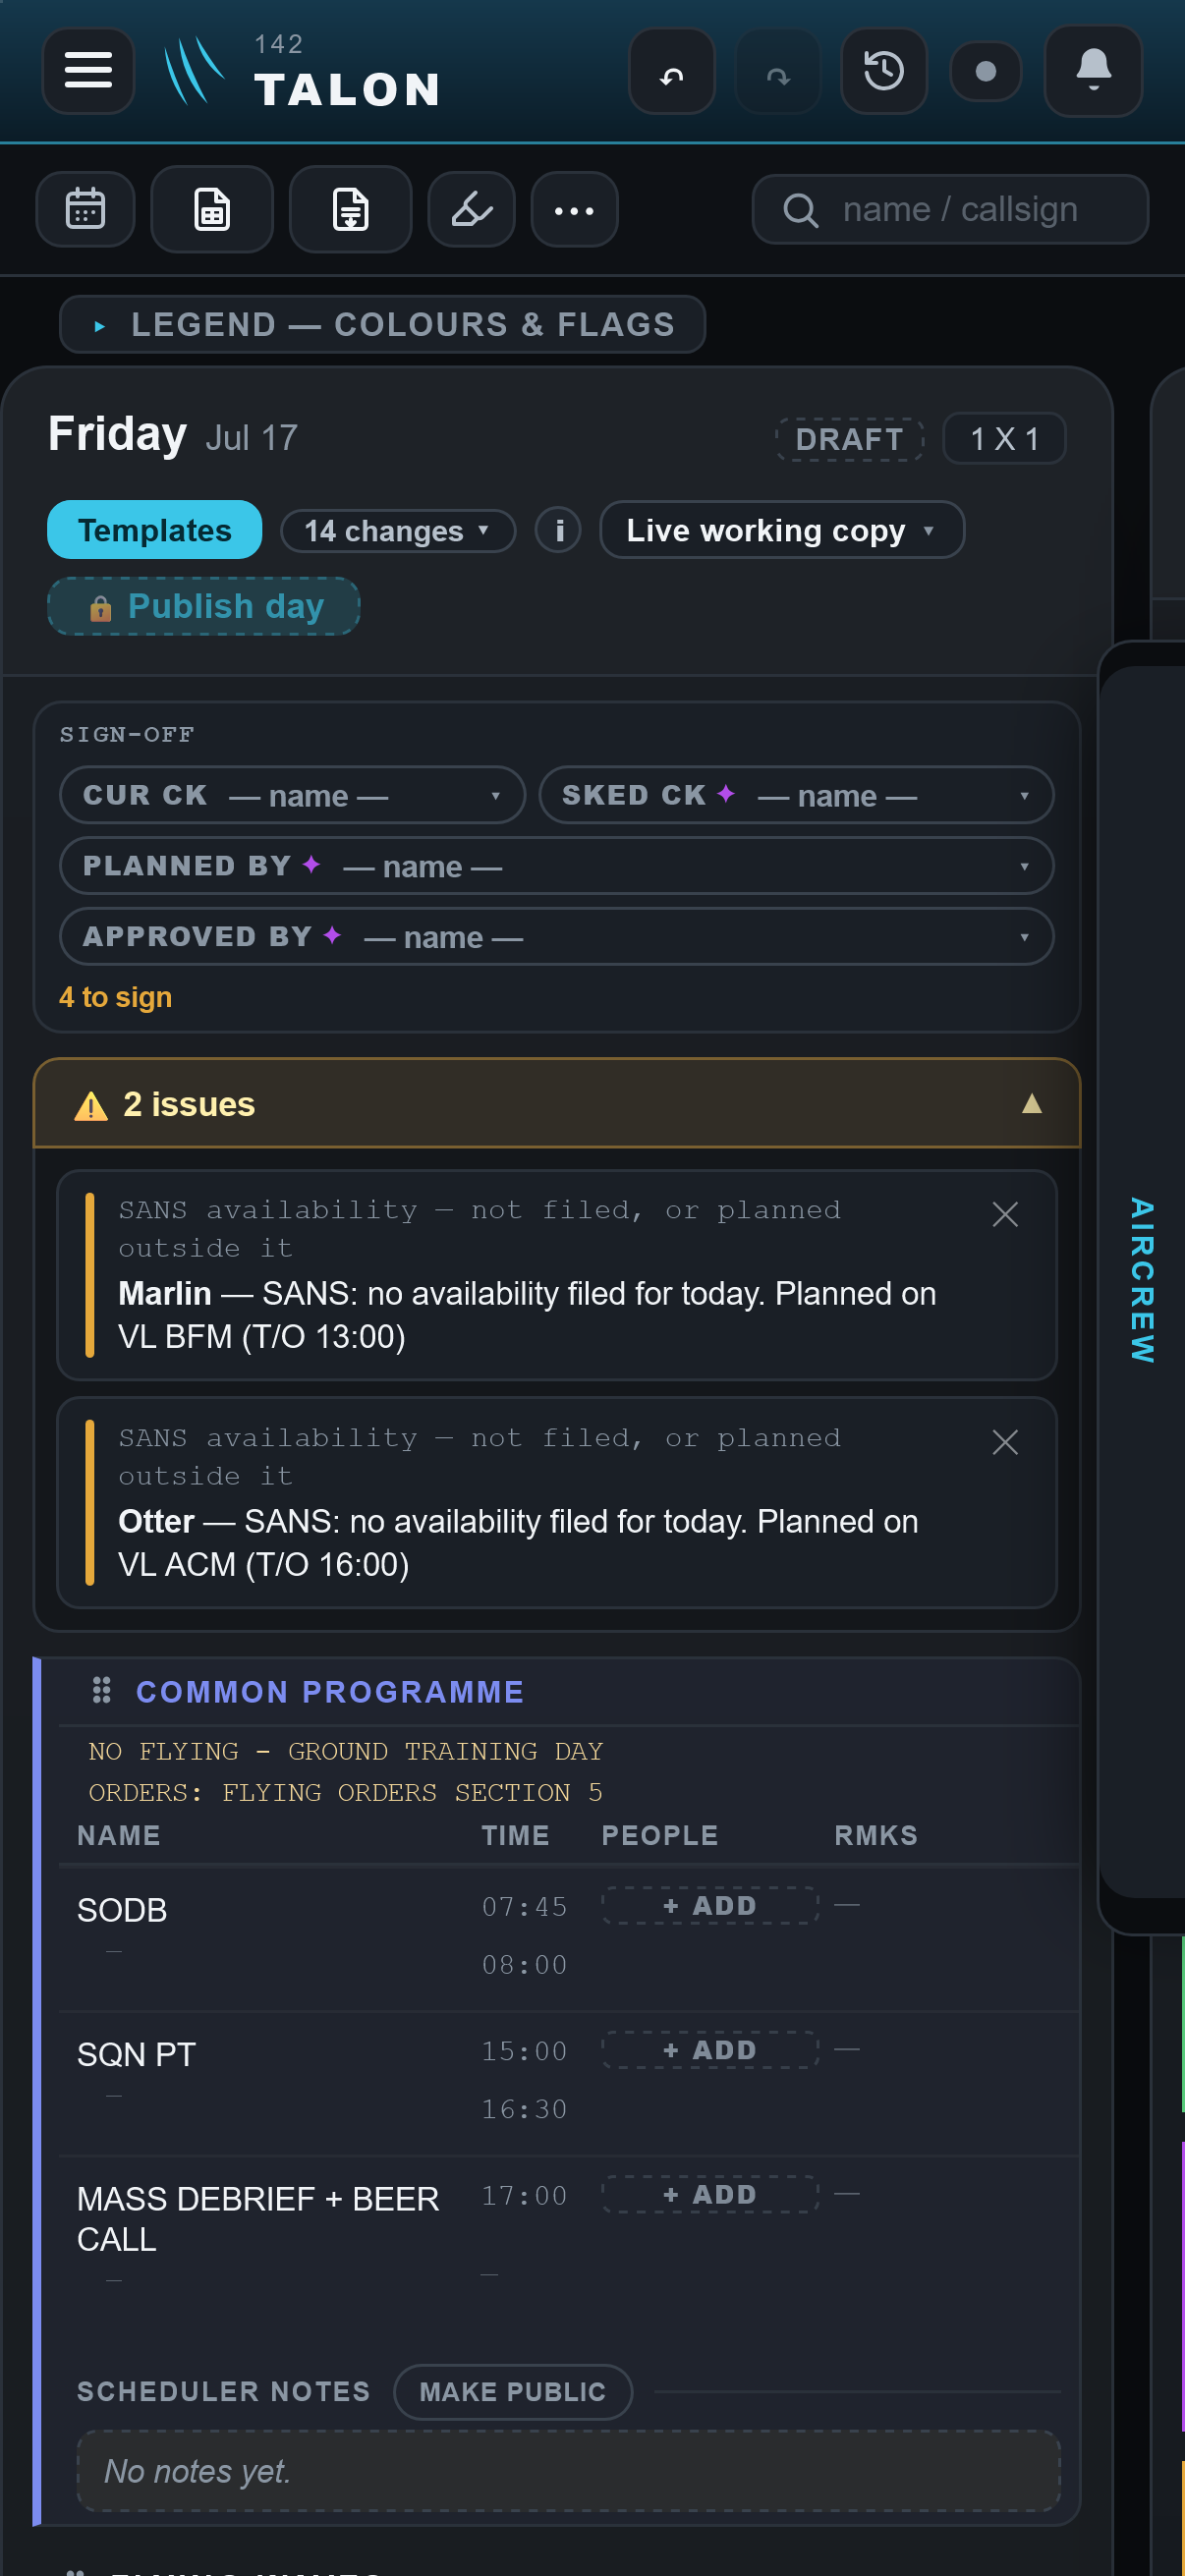 142
TALON
name / callsign
LEGEND — COLOURS & FLAGS
Friday Jul 17 DRAFT 1 X 1
Templates 14 changes i Live working copy
Publish day
SIGN-OFF
CUR CK — name — SKED CK — name —
PLANNED BY — name —
APPROVED BY — name —
4 to sign
2 issues
SANS availability — not filed, or planned
outside it
Marlin — SANS: no availability filed for today. Planned on
VL BFM (T/O 13:00)
SANS availability — not filed, or planned
outside it
Otter — SANS: no availability filed for today. Planned on
VL ACM (T/O 16:00)
AIRCREW
COMMON PROGRAMME
NO FLYING - GROUND TRAINING DAY
ORDERS: FLYING ORDERS SECTION 5
NAME TIME PEOPLE RMKS
SODB 07:45 + ADD —
— 08:00
SQN PT 15:00 + ADD —
— 16:30
MASS DEBRIEF + BEER 17:00 + ADD —
CALL
— —
SCHEDULER NOTES MAKE PUBLIC
No notes yet.